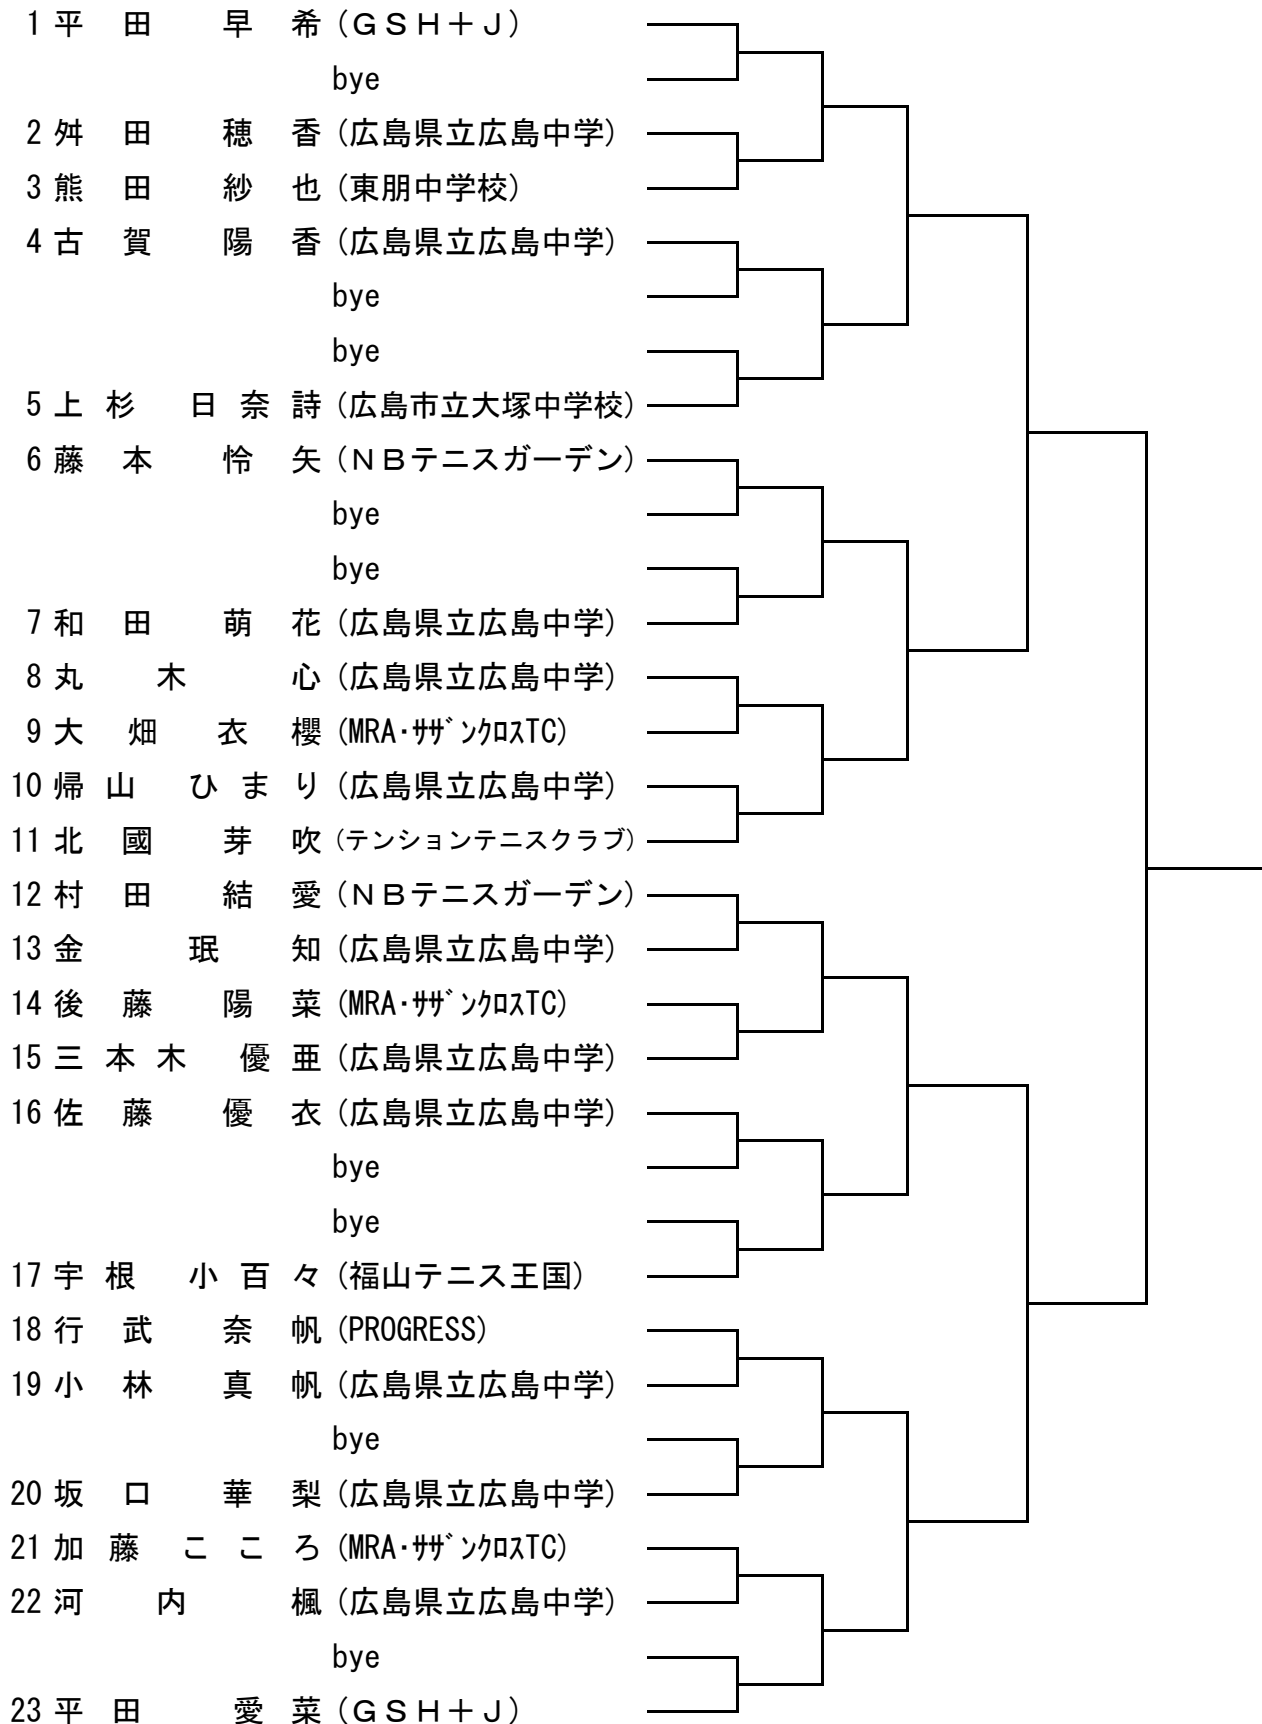 1 平田 早希 (ＧＳＨ＋Ｊ)
bye
2 舛田 穂香 (広島県立広島中学)
3 熊田 紗也 (東朋中学校)
4 古賀 陽香 (広島県立広島中学)
bye
bye
5 上杉 日奈詩 (広島市立大塚中学校)
6 藤本 怜矢 (ＮＢテニスガーデン)
bye
bye
7 和田 萌花 (広島県立広島中学)
8 丸木 心 (広島県立広島中学)
9 大畑 衣櫻 (MRA･ｻｻﾞﾝｸﾛｽTC)
10 帰山 ひまり (広島県立広島中学)
11 北國 芽吹 (テンションテニスクラブ)
12 村田 結愛 (ＮＢテニスガーデン)
13 金 珉知 (広島県立広島中学)
14 後藤 陽菜 (MRA･ｻｻﾞﾝｸﾛｽTC)
15 三本木 優亜 (広島県立広島中学)
16 佐藤 優衣 (広島県立広島中学)
bye
bye
17 宇根 小百々 (福山テニス王国)
18 行武 奈帆 (PROGRESS)
19 小林 真帆 (広島県立広島中学)
bye
20 坂口 華梨 (広島県立広島中学)
21 加藤 こころ (MRA･ｻｻﾞﾝｸﾛｽTC)
22 河内 楓 (広島県立広島中学)
bye
23 平田 愛菜 (ＧＳＨ＋Ｊ)